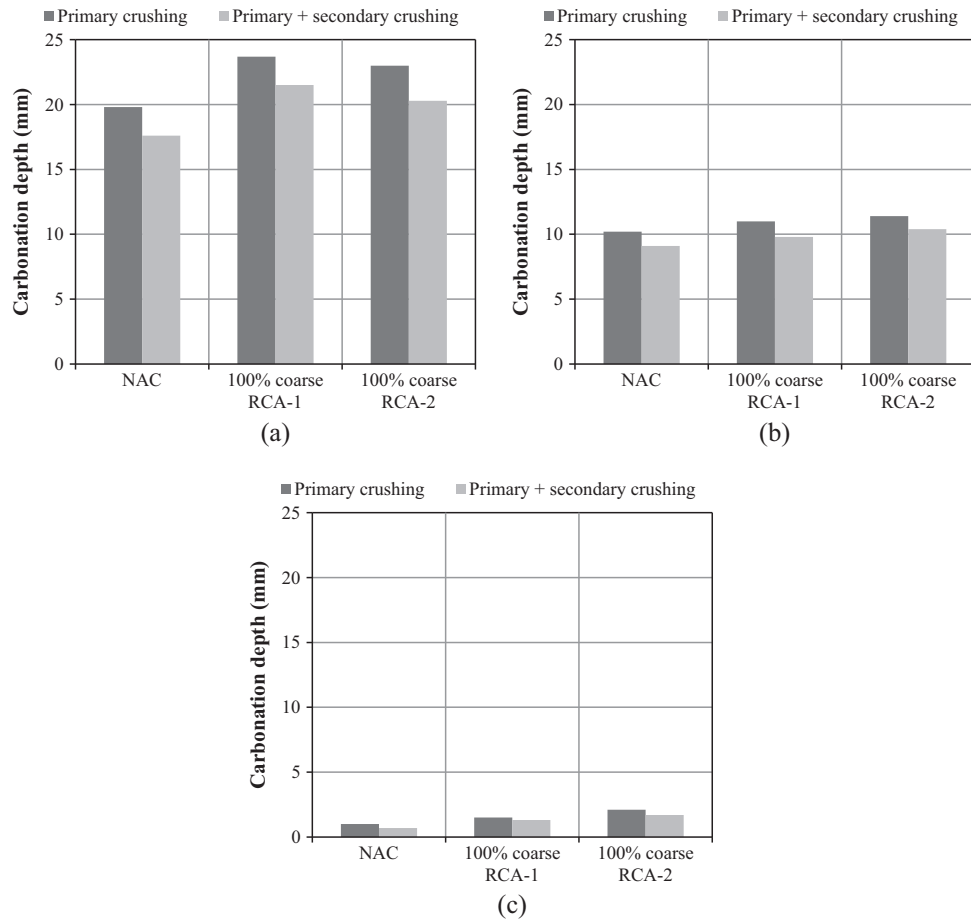 Primary crushing Primary + secondary crushing
25
20
15
10
5
0
Carbonation depth (mm)
NAC 100% coarse 100% coarse
RCA-1 RCA-2
(a)
Primary crushing Primary + secondary crushing
25
20
15
10
5
0
Carbonation depth (mm)
NAC 100% coarse 100% coarse
RCA-1 RCA-2
(b)
Primary crushing Primary + secondary crushing
25
20
15
10
5
0
Carbonation depth (mm)
NAC 100% coarse 100% coarse
RCA-1 RCA-2
(c)